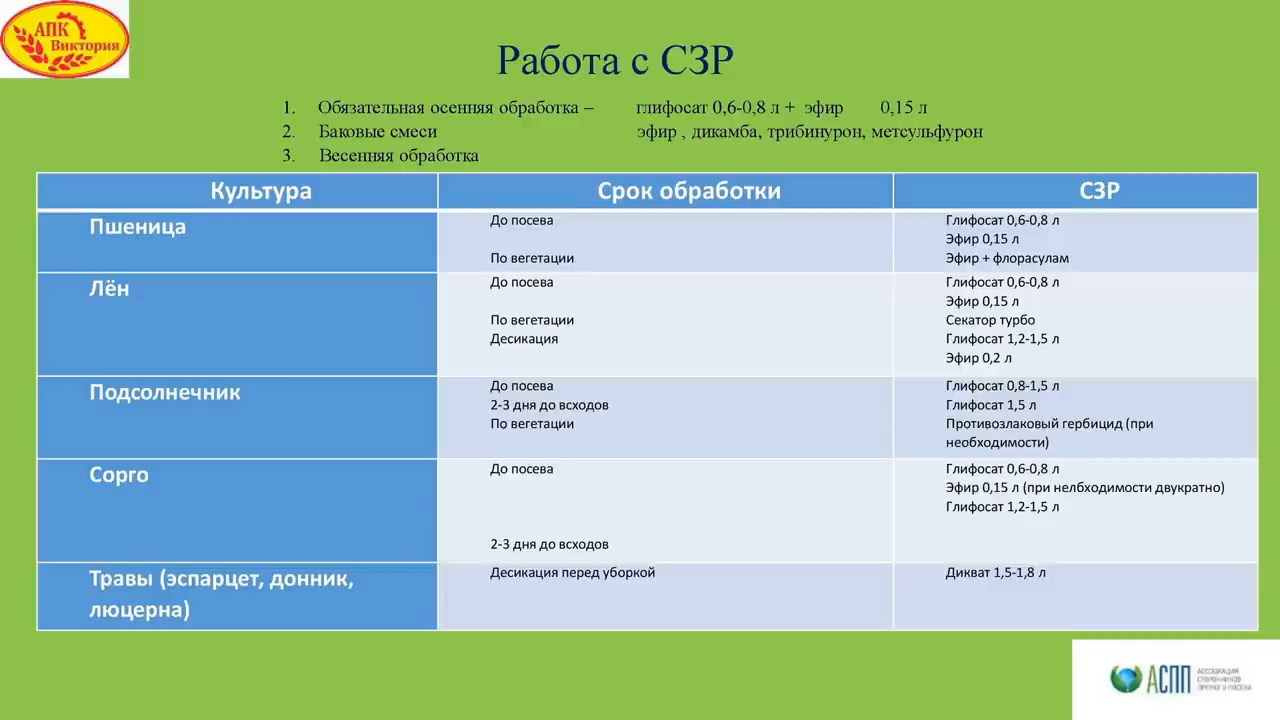 АПК
Виктория
Работа с СЗР
1. Обязательная осенняя обработка – глифосат 0,6-0,8 л + эфир 0,15 л
2. Баковые смеси эфир , дикамба, трибинурон, метсульфурон
3. Весенняя обработка
Культура Срок обработки СЗР
Пшеница До посева Глифосат 0,6-0,8 л
Эфир 0,15 л
По вегетации Эфир + флорасулам
Лён До посева Глифосат 0,6-0,8 л
Эфир 0,15 л
По вегетации Секатор турбо
Десикация Глифосат 1,2-1,5 л
Эфир 0,2 л
Подсолнечник До посева Глифосат 0,8-1,5 л
2-3 дня до всходов Глифосат 1,5 л
По вегетации Противозлаковый гербицид (при
необходимости)
Сорго До посева Глифосат 0,6-0,8 л
Эфир 0,15 л (при нелбходимости двукратно)
Глифосат 1,2-1,5 л
2-3 дня до всходов
Травы (эспарцет, донник, Десикация перед уборкой Дикват 1,5-1,8 л
люцерна)
АСПП
АССОЦИАЦИЯ
СТОРОННИКОВ
ПРЯМОГО ПОСЕВА